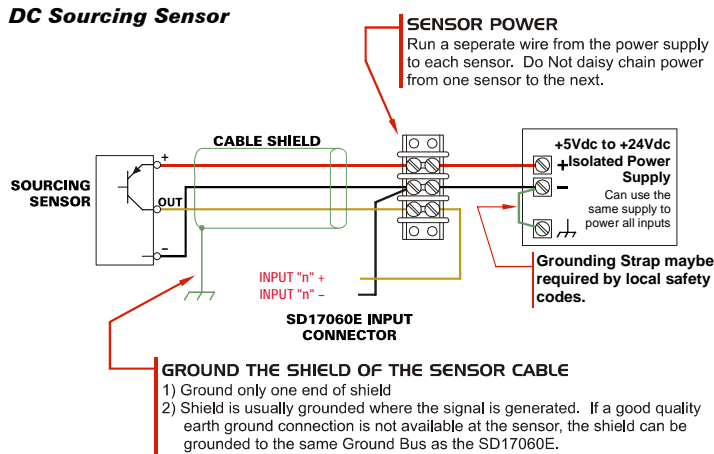 DC Sourcing Sensor
SENSOR POWER
Run a seperate wire from the power supply
to each sensor. Do Not daisy chain power
from one sensor to the next.
CABLE SHIELD
+5Vdc to +24Vdc
Isolated Power
Supply
Can use the
same supply to
power all inputs
+
–
SOURCING
SENSOR
+
OUT
–
INPUT "n" +
INPUT "n" –
SD17060E INPUT
CONNECTOR
Grounding Strap maybe
required by local safety
codes.
GROUND THE SHIELD OF THE SENSOR CABLE
1) Ground only one end of shield
2) Shield is usually grounded where the signal is generated. If a good quality
earth ground connection is not available at the sensor, the shield can be
grounded to the same Ground Bus as the SD17060E.